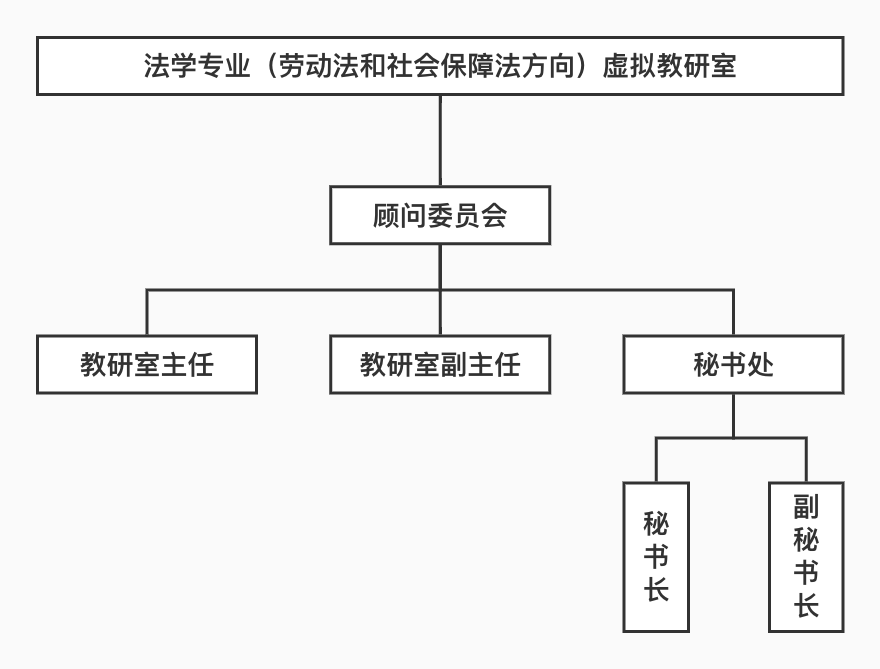 法学专业（劳动法和社会保障法方向）虚拟教研室
顾问委员会
教研室主任
教研室副主任
秘书处
秘书长
副秘书长